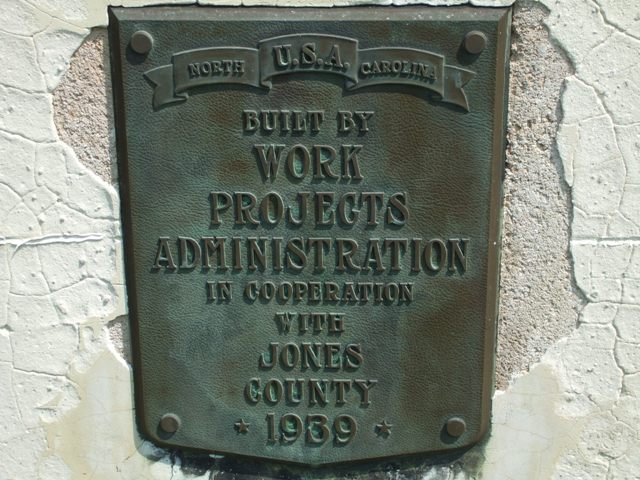 NORTH U.S.A. CAROLINA
BUILT BY
WORK
PROJECTS
ADMINISTRATION
IN COOPERATION
WITH
JONES
COUNTY
★ 1939 ★